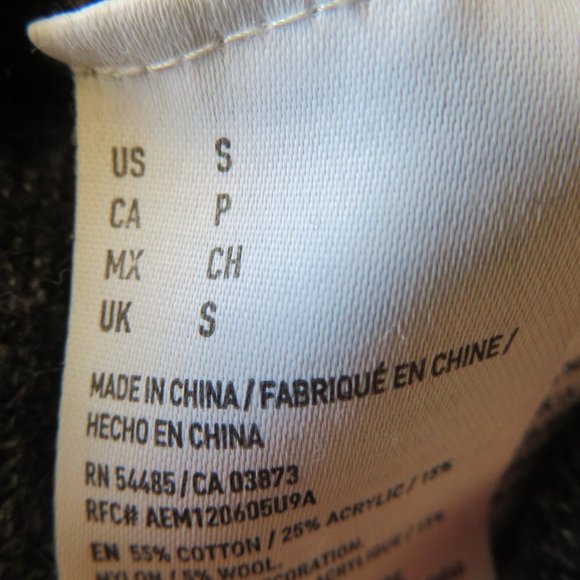 US S
CA P
MX CH
UK S
MADE IN CHINA / FABRIQUÉ EN CHINE /
HECHO EN CHINA
RN 54485 / CA 03873
RFC# AEM120605U9A
EN 55% COTTON / 25% ACRYLIC / 15%
NYLON / 5% WOOL.
DECORATION.